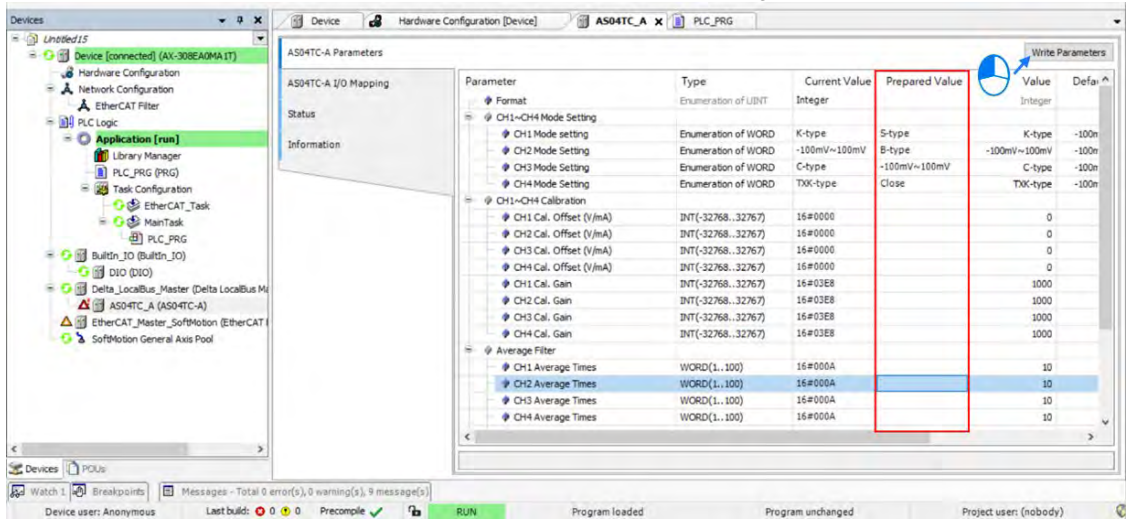 Devices
Device
Hardware Configuration [Device]
AS04TC_A
PLC_PRG
Untitled15
Device [connected] (AX-308EA0MA1T)
Hardware Configuration
Network Configuration
EtherCAT Filter
PLC Logic
Application [run]
Library Manager
PLC_PRG (PRG)
Task Configuration
EtherCAT_Task
MainTask
PLC_PRG
BuiltIn_IO (BuiltIn_IO)
DIO (DIO)
Delta_LocalBus_Master (Delta LocalBus Ma
AS04TC_A (AS04TC-A)
EtherCAT_Master_SoftMotion (EtherCAT
SoftMotion General Axis Pool
AS04TC-A Parameters
AS04TC-A I/O Mapping
Status
Information
Write Parameters
Parameter Type Current Value Prepared Value Value Defa
Format Enumeration of UINT Integer Integer
CH1~CH4 Mode Setting
CH1 Mode setting Enumeration of WORD K-type S-type K-type -100m
CH2 Mode Setting Enumeration of WORD -100mV~100mV B-type -100mV~100mV -100m
CH3 Mode Setting Enumeration of WORD C-type -100mV~100mV C-type -100m
CH4 Mode Setting Enumeration of WORD TXK-type Close TXK-type -100m
CH1~CH4 Calibration
CH1 Cal. Offset (V/mA) INT(-32768..32767) 16#0000 0
CH2 Cal. Offset (V/mA) INT(-32768..32767) 16#0000 0
CH3 Cal. Offset (V/mA) INT(-32768..32767) 16#0000 0
CH4 Cal. Offset (V/mA) INT(-32768..32767) 16#0000 0
CH1 Cal. Gain INT(-32768..32767) 16#03E8 1000
CH2 Cal. Gain INT(-32768..32767) 16#03E8 1000
CH3 Cal. Gain INT(-32768..32767) 16#03E8 1000
CH4 Cal. Gain INT(-32768..32767) 16#03E8 1000
Average Filter
CH1 Average Times WORD(1..100) 16#000A 10
CH2 Average Times WORD(1..100) 16#000A 10
CH3 Average Times WORD(1..100) 16#000A 10
CH4 Average Times WORD(1..100) 16#000A 10
Devices POUs
Watch 1 Breakpoints Messages - Total 0 error(s), 0 warning(s), 9 message(s)
Device user: Anonymous Last build: 0 0 Precompile RUN Program loaded Program unchanged Project user: (nobody)